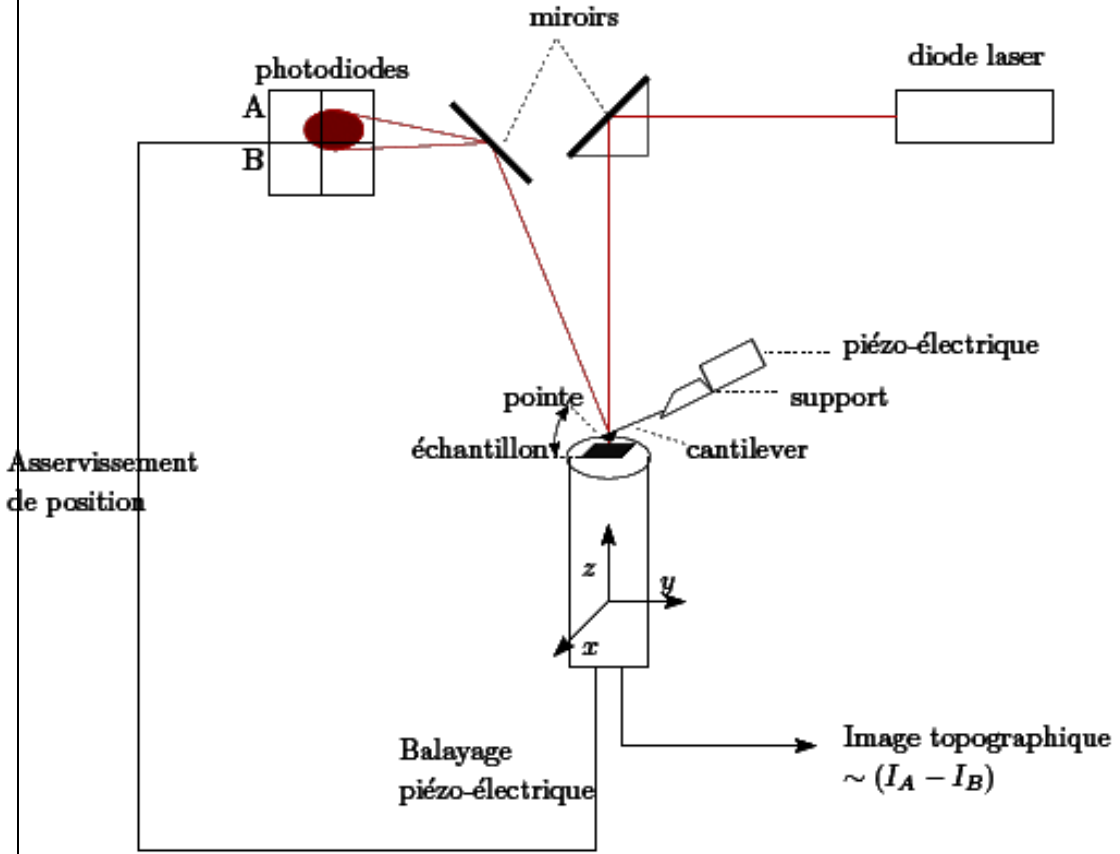 miroirs
photodiodes
diode laser
A
B
piézo-électrique
pointe
support
échantillon
cantilever
Asservissement
de position
z
y
x
Balayage
piézo-électrique
Image topographique
∼ (I_A − I_B)